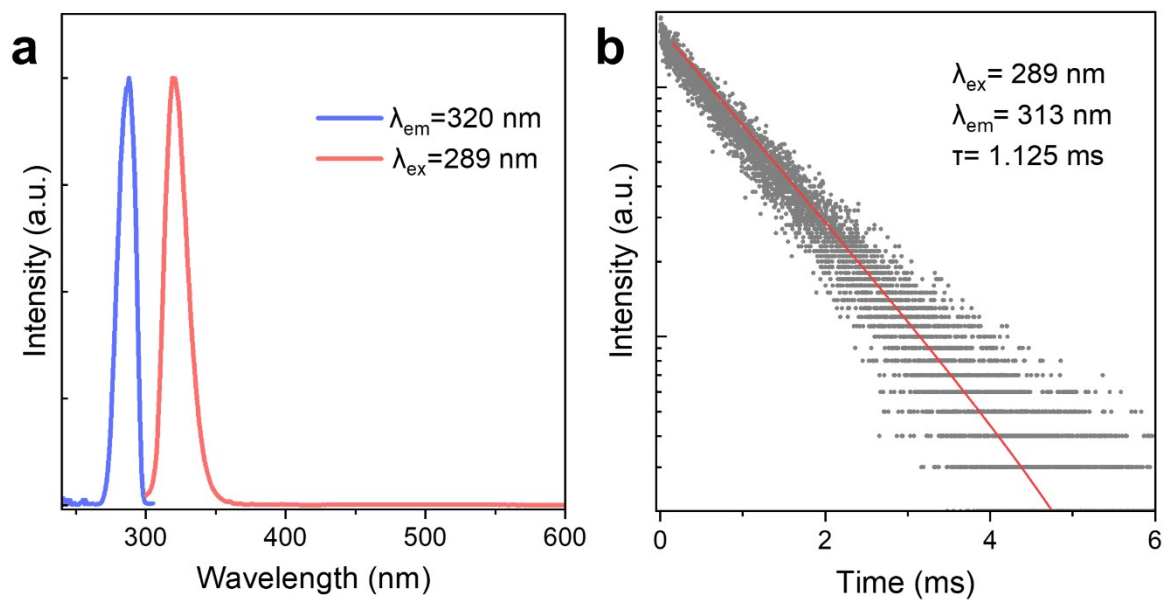 a
λem=320 nm
λex=289 nm
Intensity (a.u.)
300 400 500 600
Wavelength (nm)
b
λex= 289 nm
λem= 313 nm
τ= 1.125 ms
Intensity (a.u.)
0 2 4 6
Time (ms)